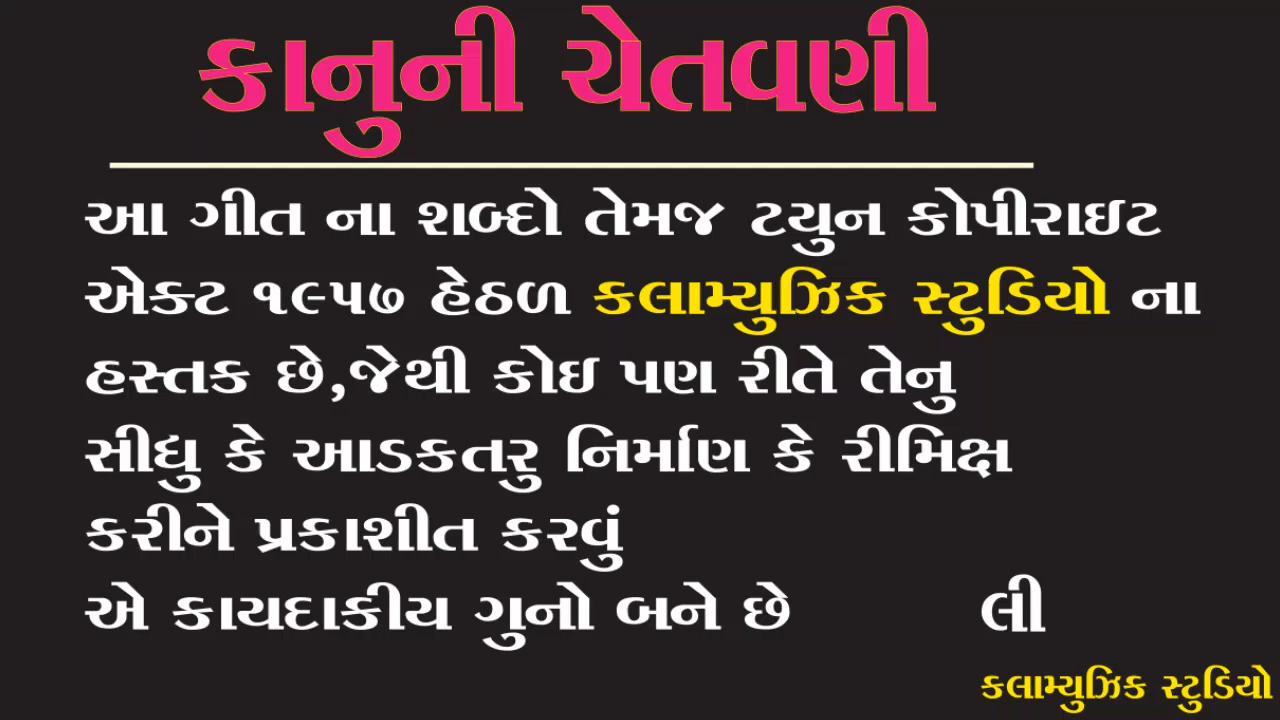 કાનુની ચેતવણી
આ ગીત ના શબ્દો તેમજ ટયુન કોપીરાઇટ
એક્ટ ૧૯૫૭ હેઠળ કલામ્યુઝિક સ્ટુડિયો ના
હસ્તક છે,જેથી કોઇ પણ રીતે તેનુ
સીધુ કે આડકતરુ નિર્માણ કે રીમિક્ષ
કરીને પ્રકાશીત કરવું
એ કાયદાકીય ગુનો બને છે લી
કલામ્યુઝિક સ્ટુડિયો